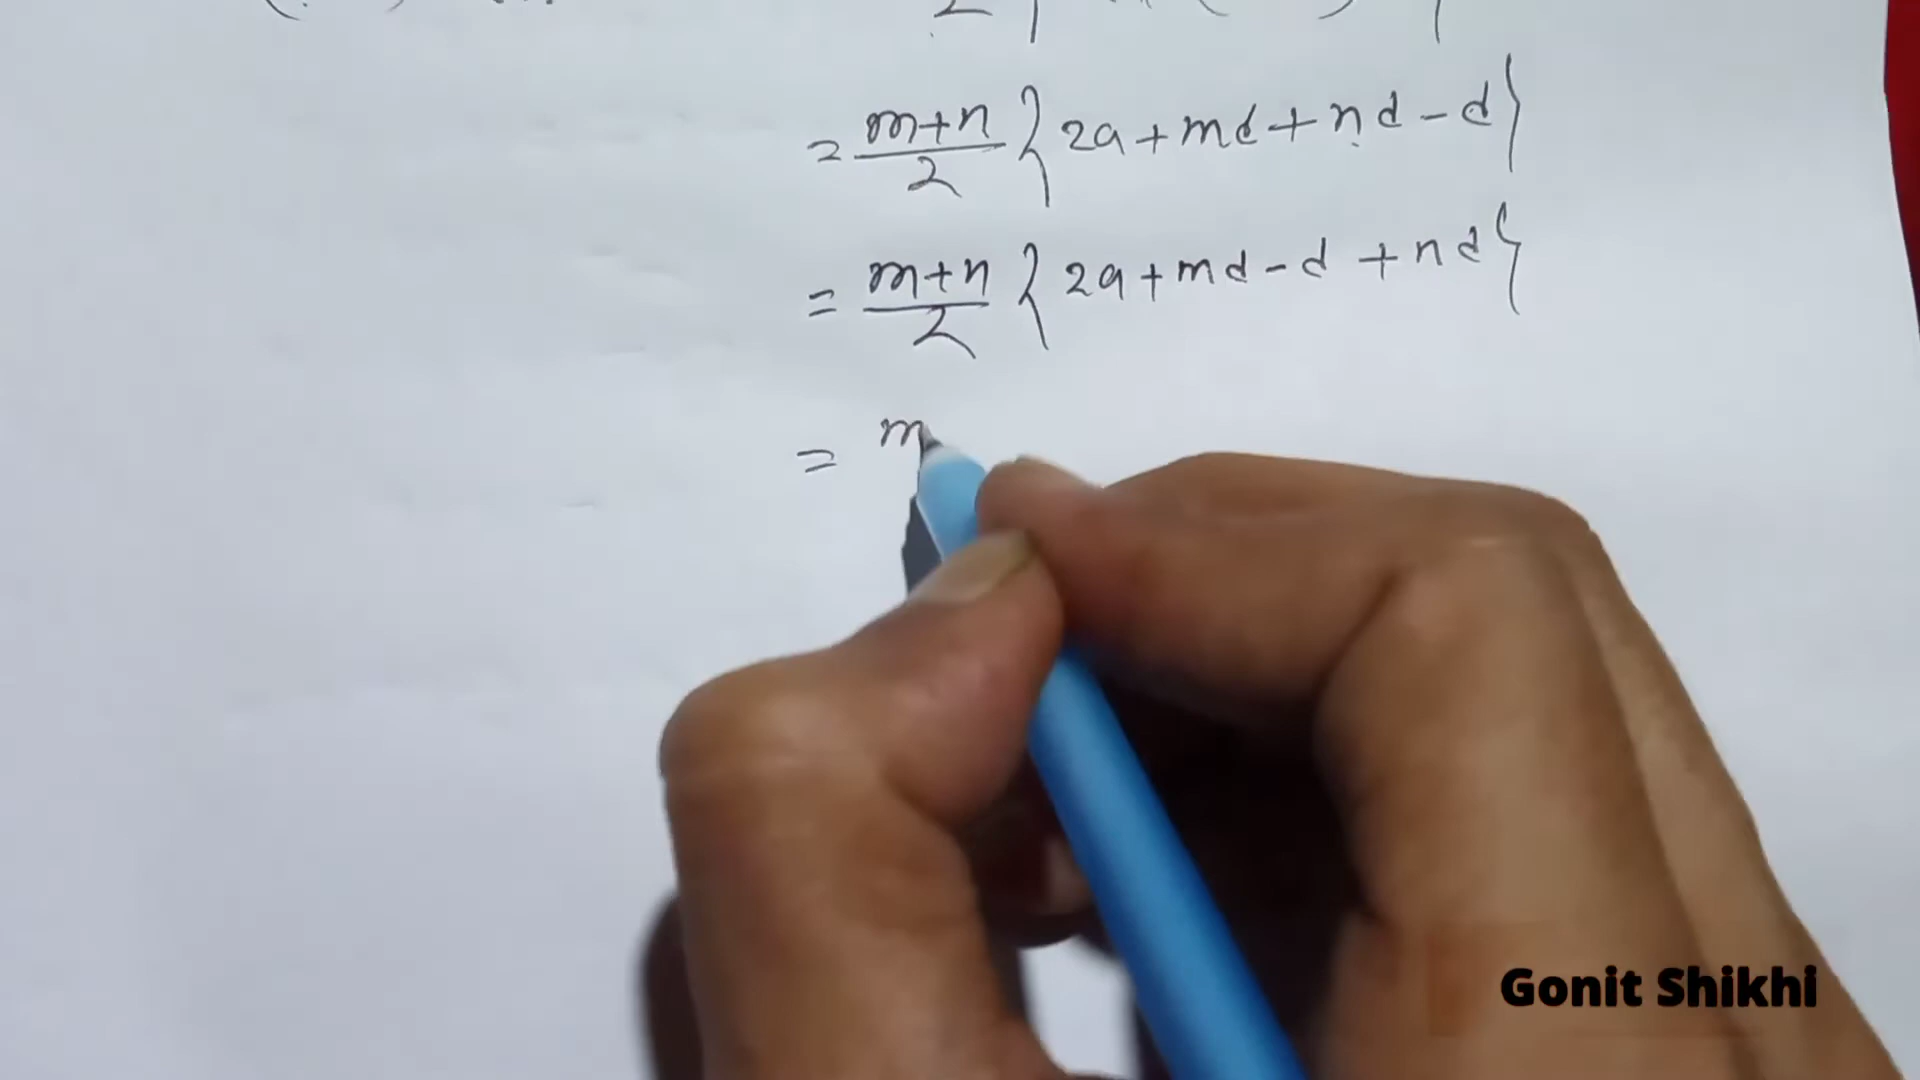 = m+n/2 {2a+md+nd-d}
= m+n/2 {2a+md-d+nd}
= m
Gonit Shikhi